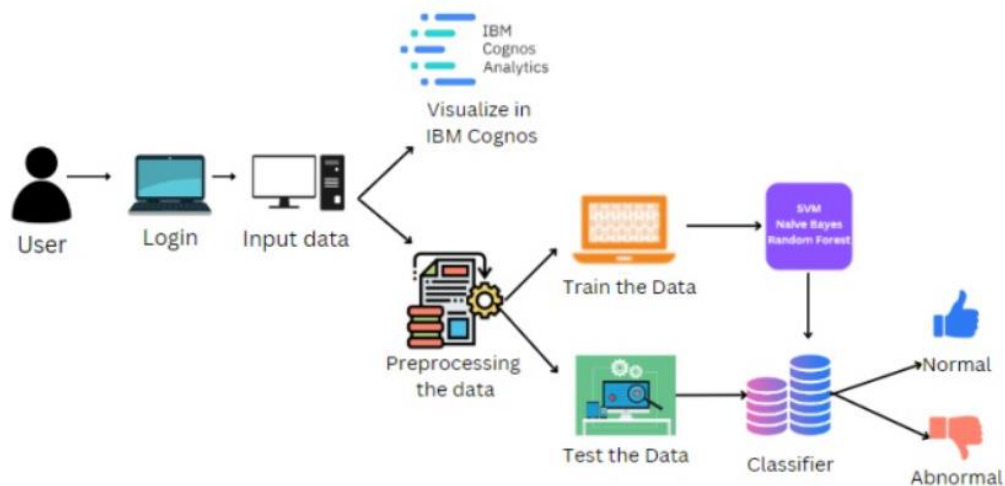 IBM
Cognos
Analytics
Visualize in
IBM Cognos
User
Login
Input data
Preprocessing
the data
Train the Data
SVM
Naive Bayes
Random Forest
Test the Data
Classifier
Normal
Abnormal